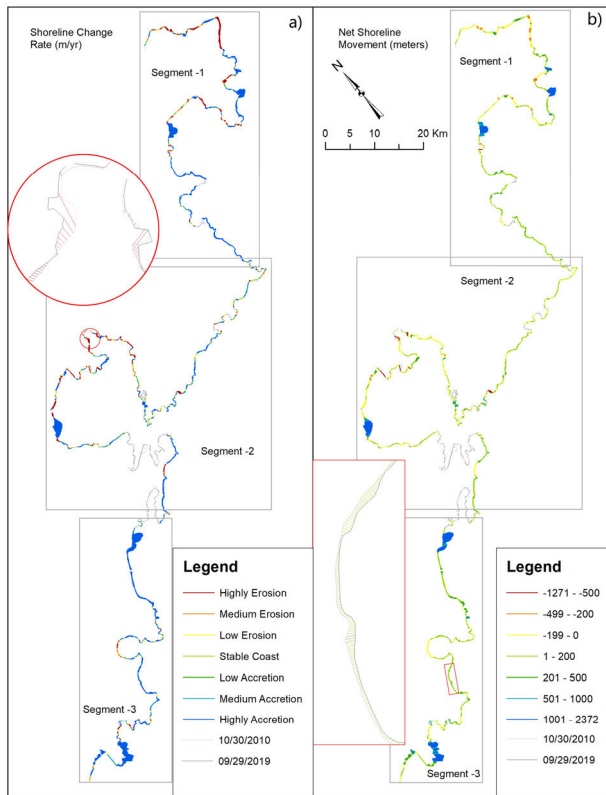 Shoreline Change
Rate (m/yr)
a)
Segment -1
Segment -2
Segment -3
Legend
Highly Erosion
Medium Erosion
Low Erosion
Stable Coast
Low Accretion
Medium Accretion
Highly Accretion
10/30/2010
09/29/2019
Net Shoreline
Movement (meters)
b)
Segment -1
N
0 5 10 20 Km
Segment -2
Segment -3
Legend
-1271 - -500
-499 - -200
-199 - 0
1 - 200
201 - 500
501 - 1000
1001 - 2372
10/30/2010
09/29/2019